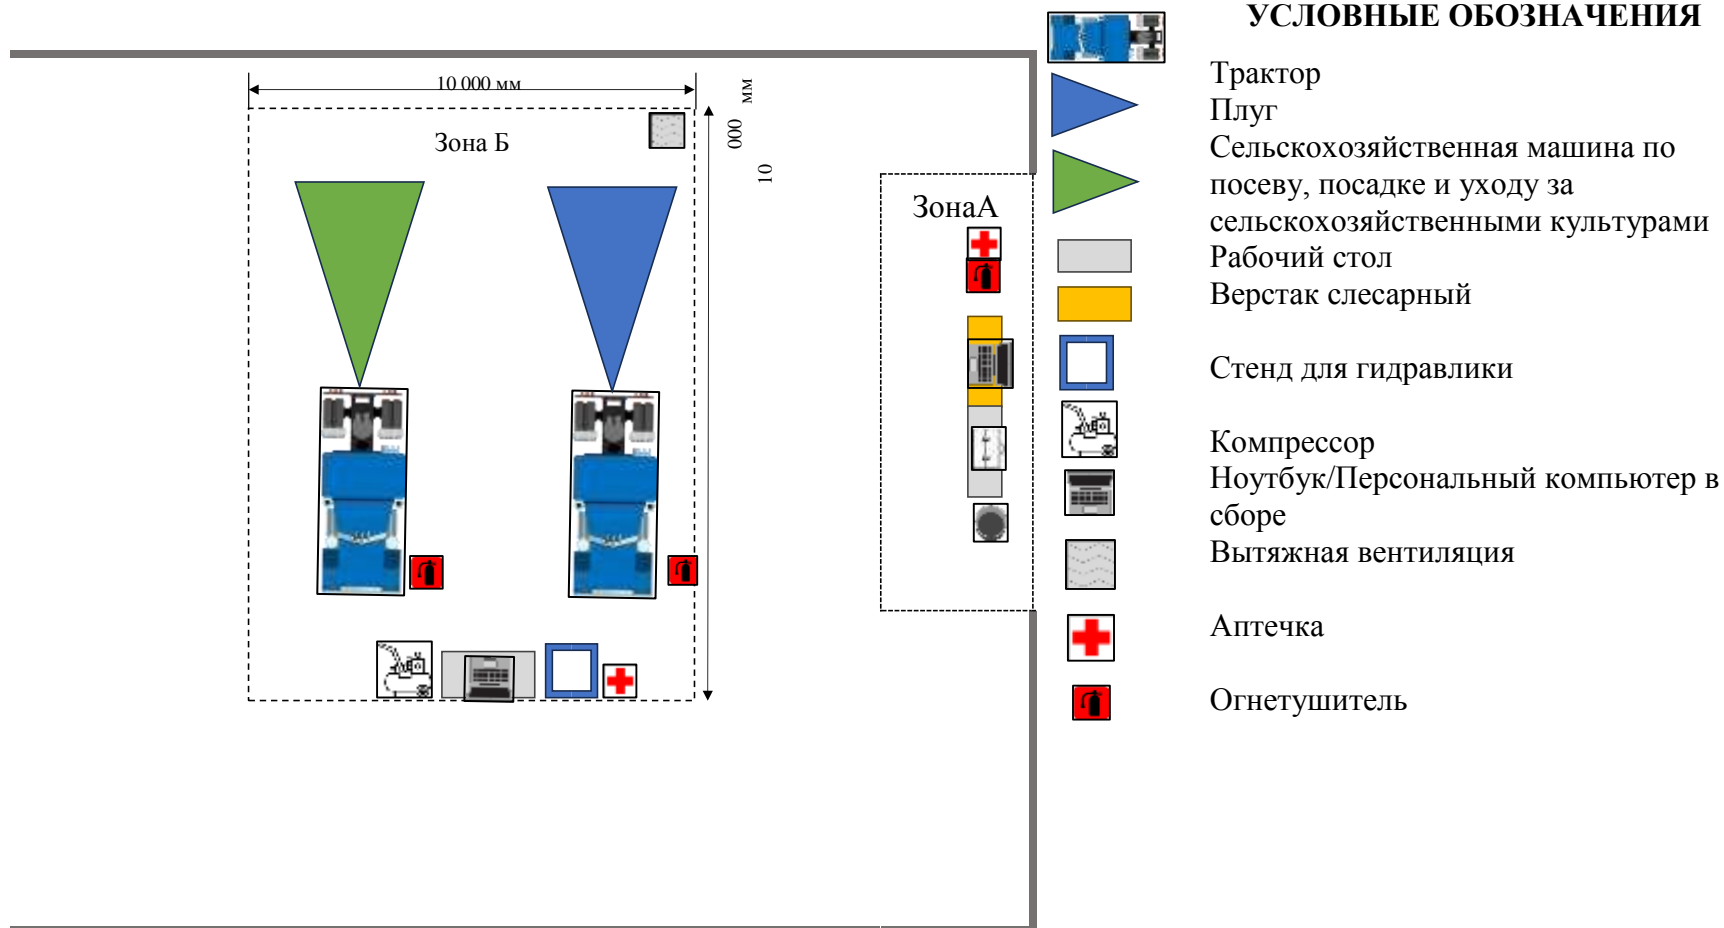 УСЛОВНЫЕ ОБОЗНАЧЕНИЯ
10 000 мм
10 000 мм
Зона Б
ЗонаА
Трактор
Плуг
Сельскохозяйственная машина по
посеву, посадке и уходу за
сельскохозяйственными культурами
Рабочий стол
Верстак слесарный
Стенд для гидравлики
Компрессор
Ноутбук/Персональный компьютер в
сборе
Вытяжная вентиляция
Аптечка
Огнетушитель